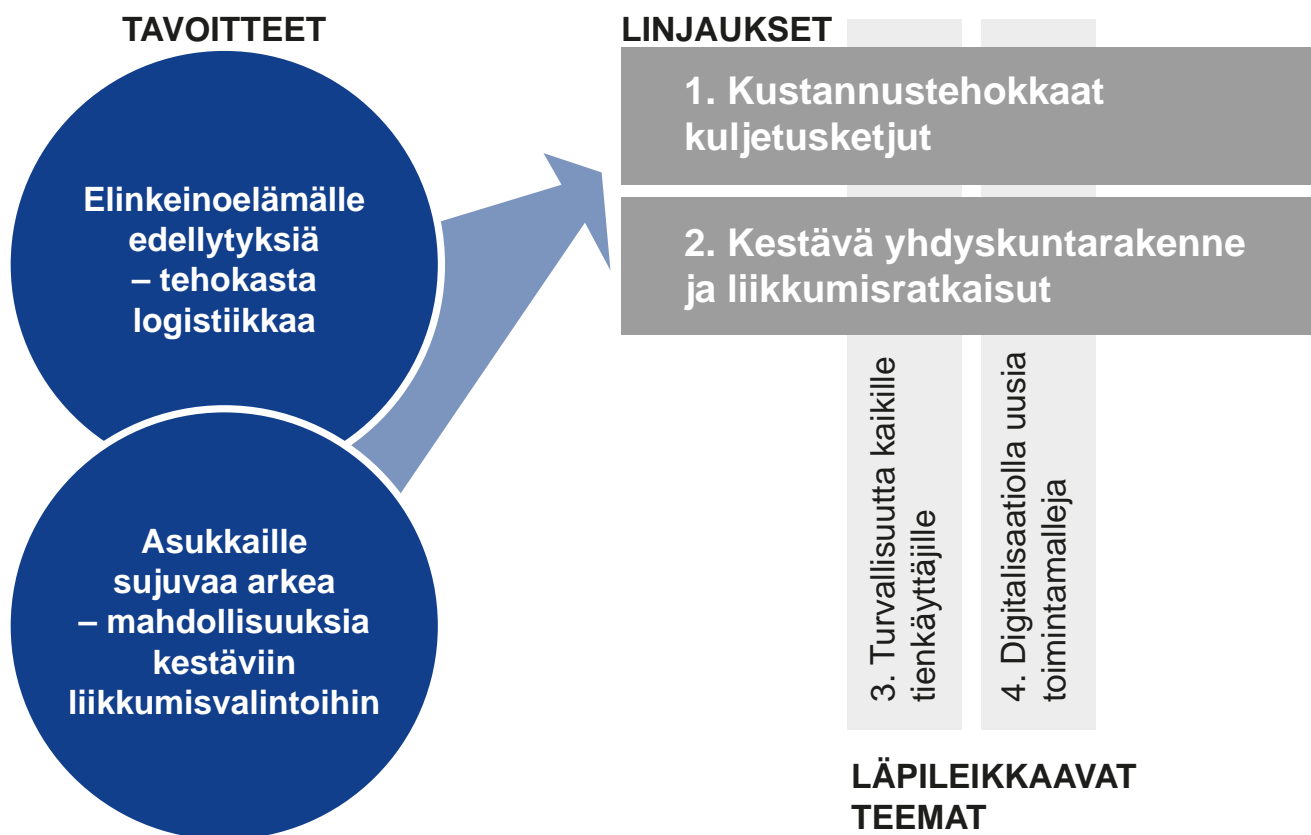 TAVOITTEET
Elinkeinoelämälle
edellytyksiä
– tehokasta
logistiikkaa
Asukkaille
sujuvaa arkea
– mahdollisuuksia
kestäviin
liikkumisvalintoihin
LINJAUKSET
1. Kustannustehokkaat
kuljetusketjut
2. Kestävä yhdyskuntarakenne
ja liikkumisratkaisut
3. Turvallisuutta kaikille
tienkäyttäjille
4. Digitalisaatiolla uusia
toimintamalleja
LÄPILEIKKAAVAT
TEEMAT